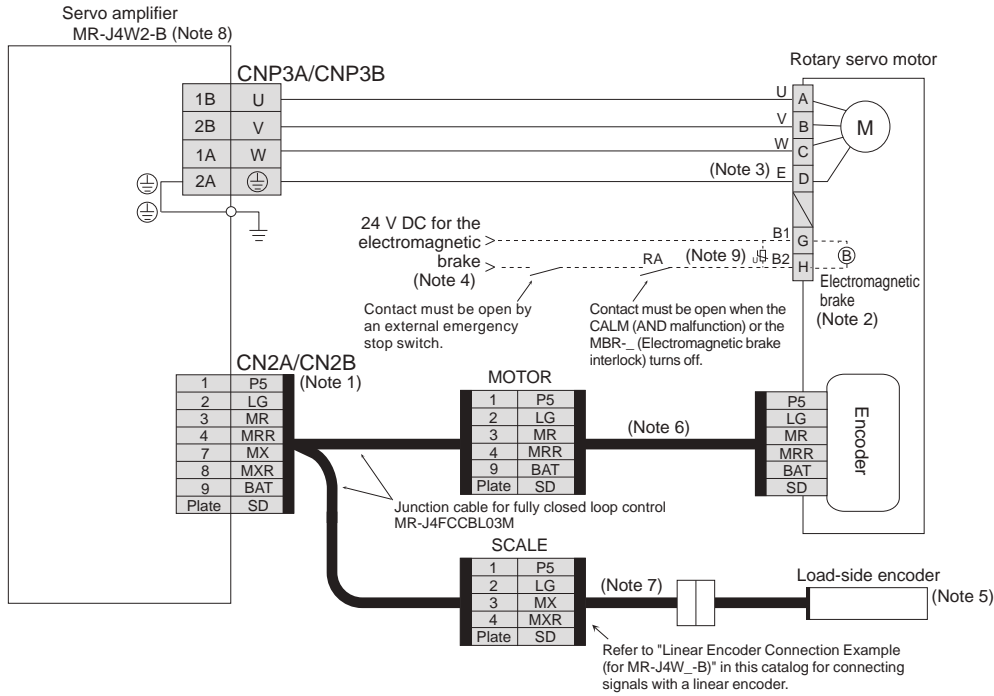 Servo amplifier
MR-J4W2-B (Note 8)
CNP3A/CNP3B
1B U
2B V
1A W
2A
Rotary servo motor
U A
V B
W C
(Note 3) E D
M
24 V DC for the
electromagnetic
brake
(Note 4)
B1 G
RA (Note 9) U B2 H
B
Electromagnetic
brake
(Note 2)
Contact must be open by
an external emergency
stop switch.
Contact must be open when the
CALM (AND malfunction) or the
MBR-_ (Electromagnetic brake
interlock) turns off.
CN2A/CN2B
(Note 1)
1 P5
2 LG
3 MR
4 MRR
7 MX
8 MXR
9 BAT
Plate SD
MOTOR
1 P5
2 LG
3 MR
4 MRR
9 BAT
Plate SD
(Note 6)
P5
LG
MR
MRR
BAT
SD
Encoder
Junction cable for fully closed loop control
MR-J4FCCBL03M
SCALE
1 P5
2 LG
3 MX
4 MXR
Plate SD
(Note 7)
Load-side encoder
(Note 5)
Refer to "Linear Encoder Connection Example
(for MR-J4W_-B)" in this catalog for connecting
signals with a linear encoder.